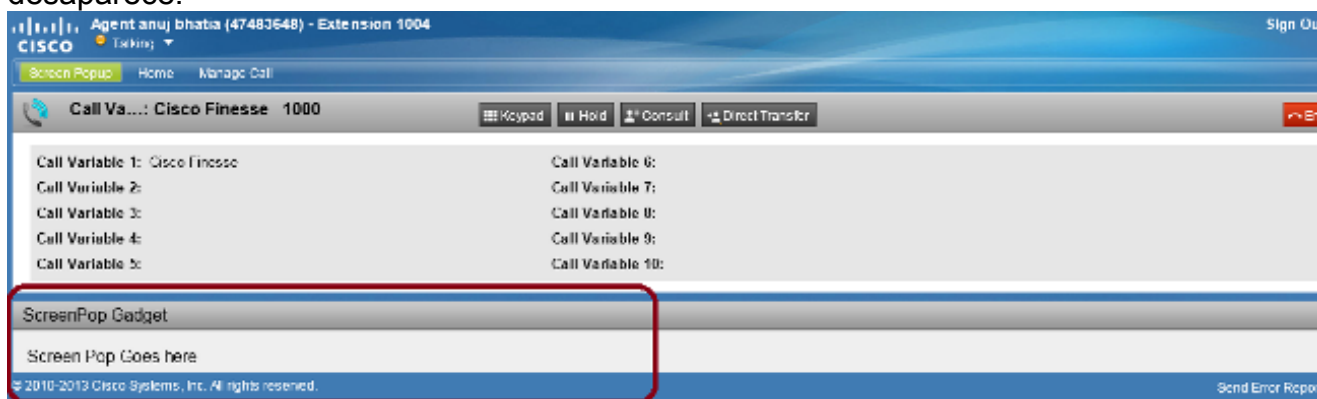 desaparece.
Agent anuj bhatia (47483648) - Extension 1004
Sign Ou
CISCO Talking
Screen Popup Home Manage Call
Call Va...: Cisco Finesse 1000
Keypad Hold Consult Direct Transfer
Call Variable 1: Cisco Finesse
Call Variable 6:
Call Variable 2:
Call Variable 7:
Call Variable 3:
Call Variable 8:
Call Variable 4:
Call Variable 9:
Call Variable 5:
Call Variable 10:
ScreenPop Gadget
Screen Pop Goes here
© 2010-2013 Cisco Systems, Inc. All rights reserved.
Send Error Repo